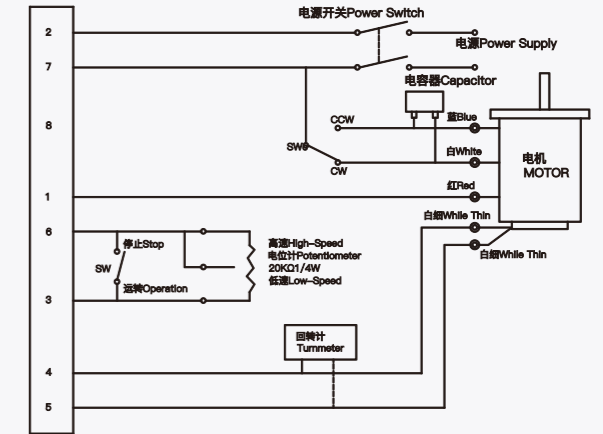 电源开关Power Switch
2
电源Power Supply
7
电容器Capacitor
CCW
蓝Blue
8
SW
白White
电机
MOTOR
CW
红Red
1
白细While Thin
6
停止Stop
高速High-Speed
电位计Potentiometer
20KΩ1/4W
低速Low-Speed
白细While Thin
SW
运转Operation
3
回转计
Turnmeter
4
5